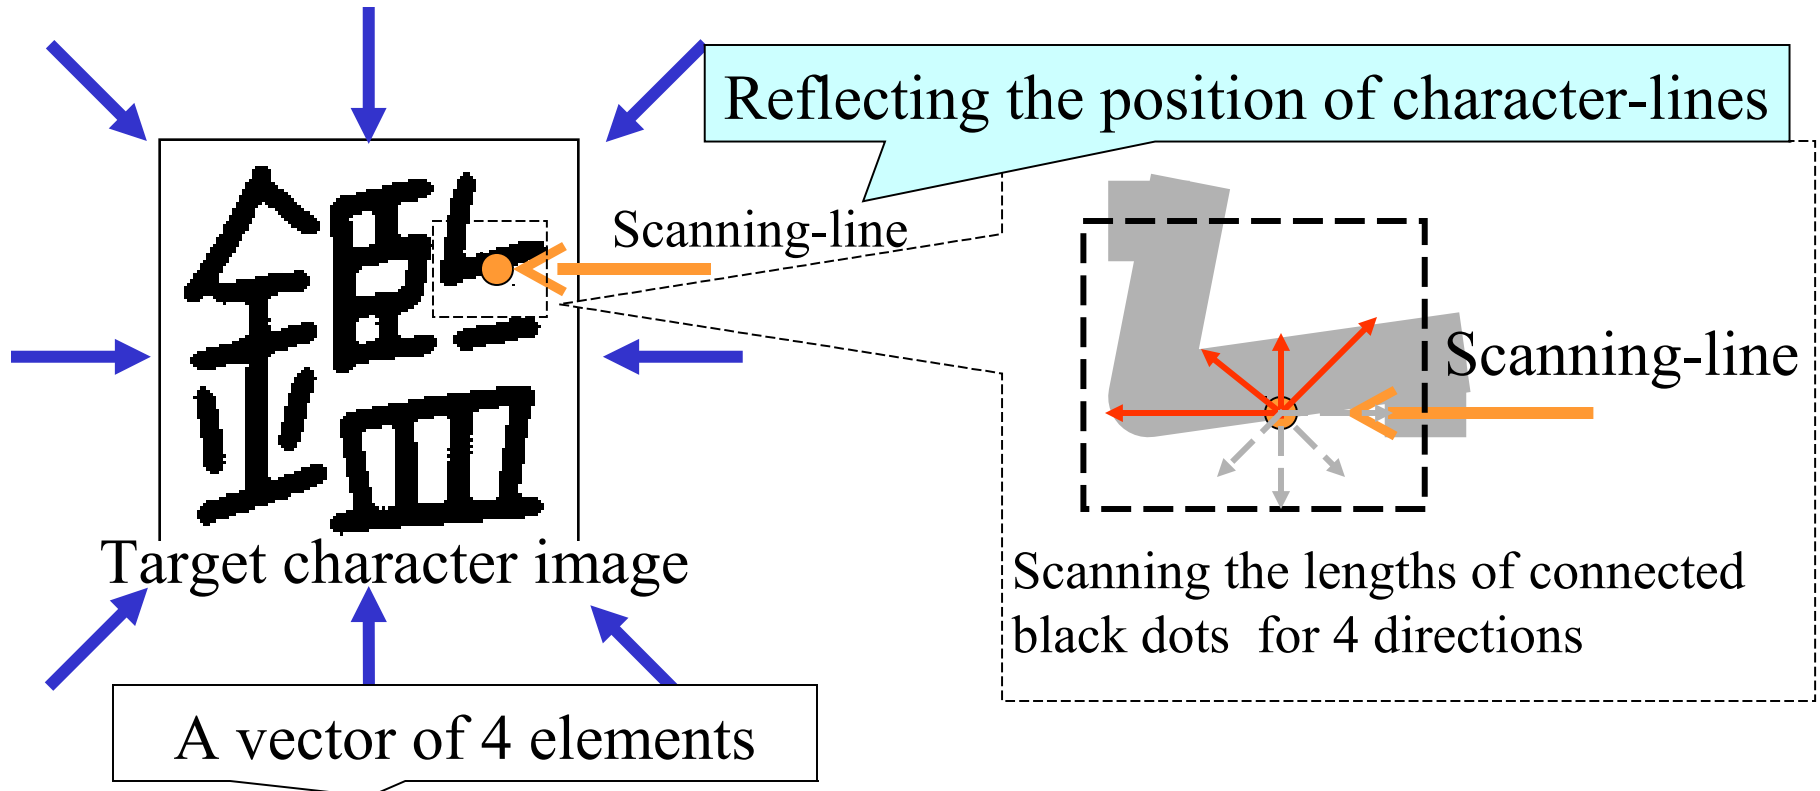 Reflecting the position of character-lines
鑑
Scanning-line
Scanning-line
Target character image
Scanning the lengths of connected
black dots for 4 directions
A vector of 4 elements